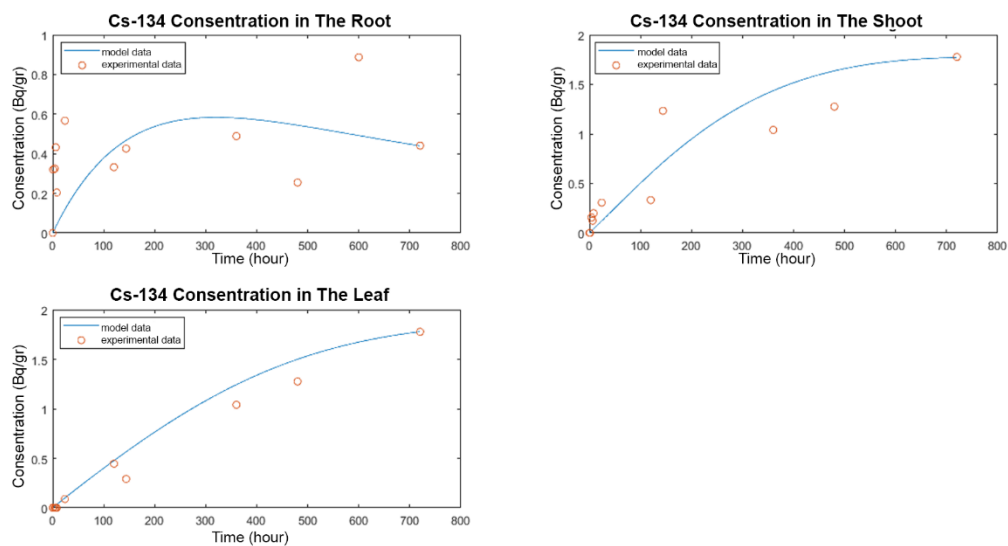 Cs-134 Consentration in The Root
1
0.8
0.6
0.4
0.2
0
Concentration (Bq/gr)
model data
experimental data
0 100 200 300 400 500 600 700 800
Time (hour)
Cs-134 Consentration in The Shoot
2
1.5
1
0.5
0
Concentration (Bq/gr)
model data
experimental data
0 100 200 300 400 500 600 700 800
Time (hour)
Cs-134 Consentration in The Leaf
2
1.5
1
0.5
0
Concentration (Bq/gr)
model data
experimental data
0 100 200 300 400 500 600 700 800
Time (hour)